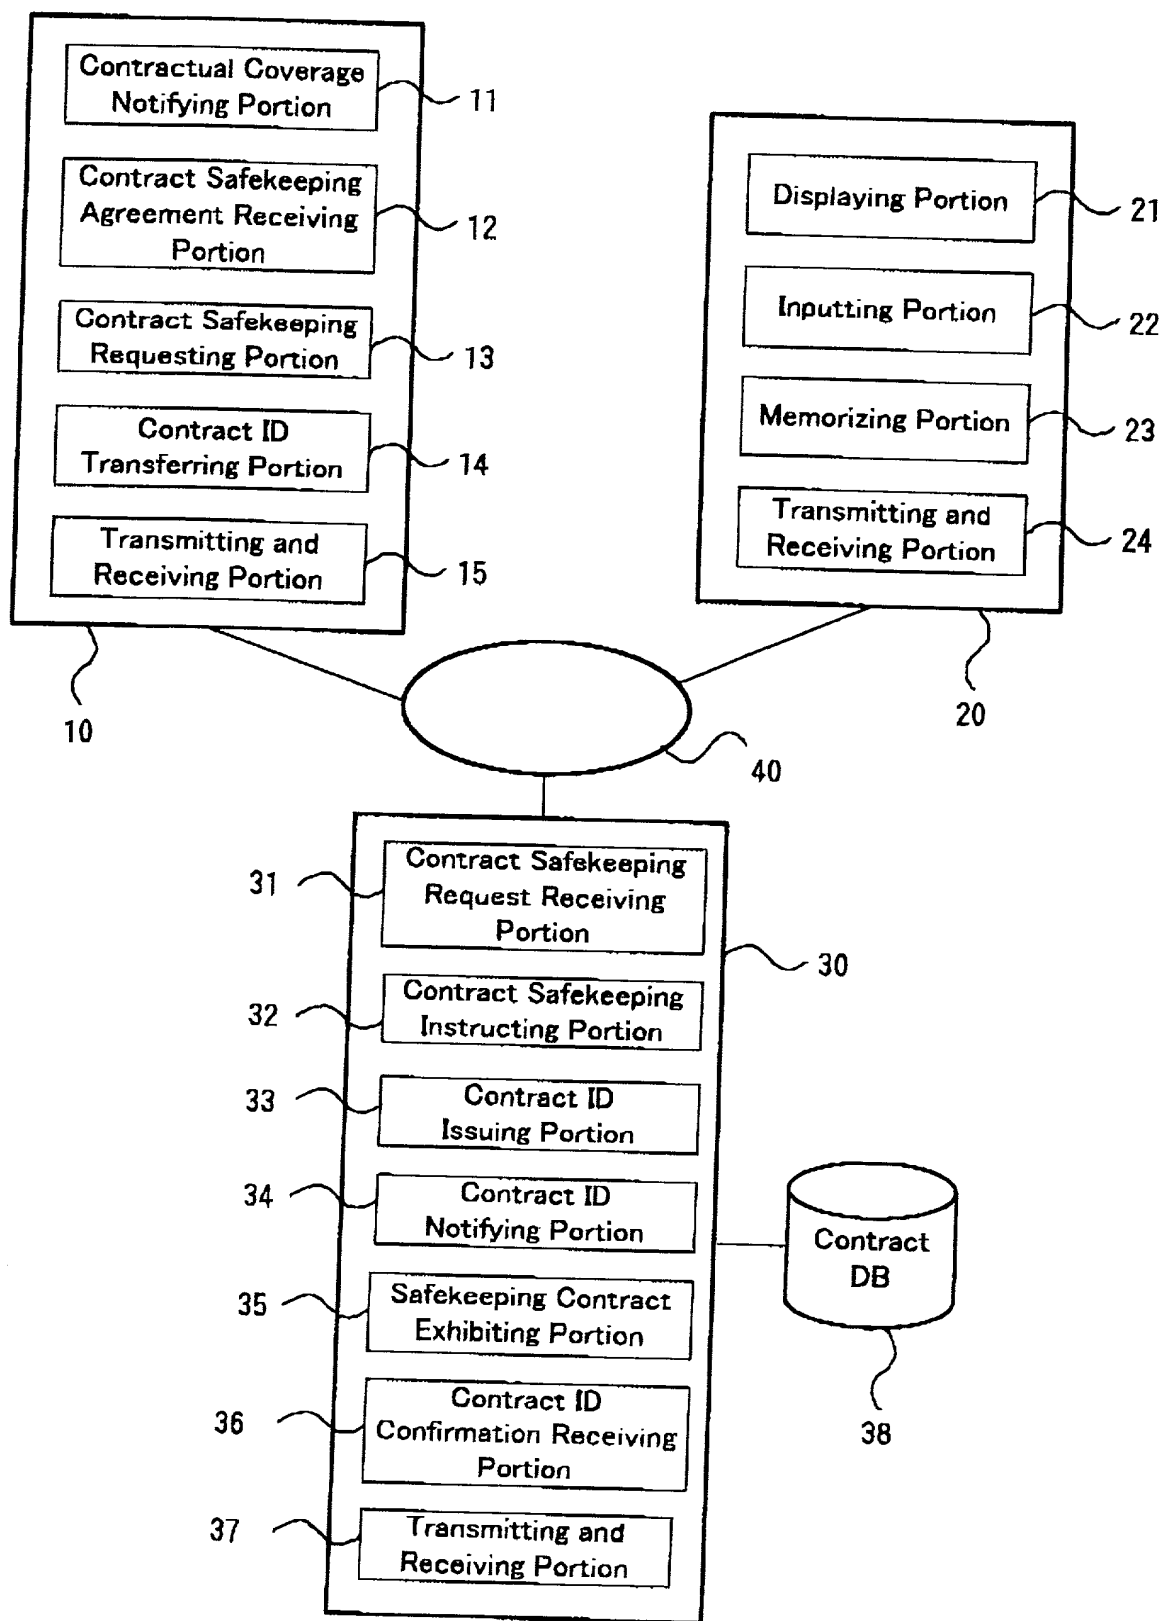 Contractual Coverage
Notifying Portion
11
Contract Safekeeping
Agreement Receiving
Portion
12
Contract Safekeeping
Requesting Portion
13
Contract ID
Transferring Portion
14
Transmitting and
Receiving Portion
15
10
Displaying Portion
21
Inputting Portion
22
Memorizing Portion
23
Transmitting and
Receiving Portion
24
20
40
31
Contract Safekeeping
Request Receiving
Portion
30
32
Contract Safekeeping
Instructing Portion
33
Contract ID
Issuing Portion
34
Contract ID
Notifying Portion
35
Safekeeping Contract
Exhibiting Portion
36
Contract ID
Confirmation Receiving
Portion
37
Transmitting and
Receiving Portion
Contract
DB
38